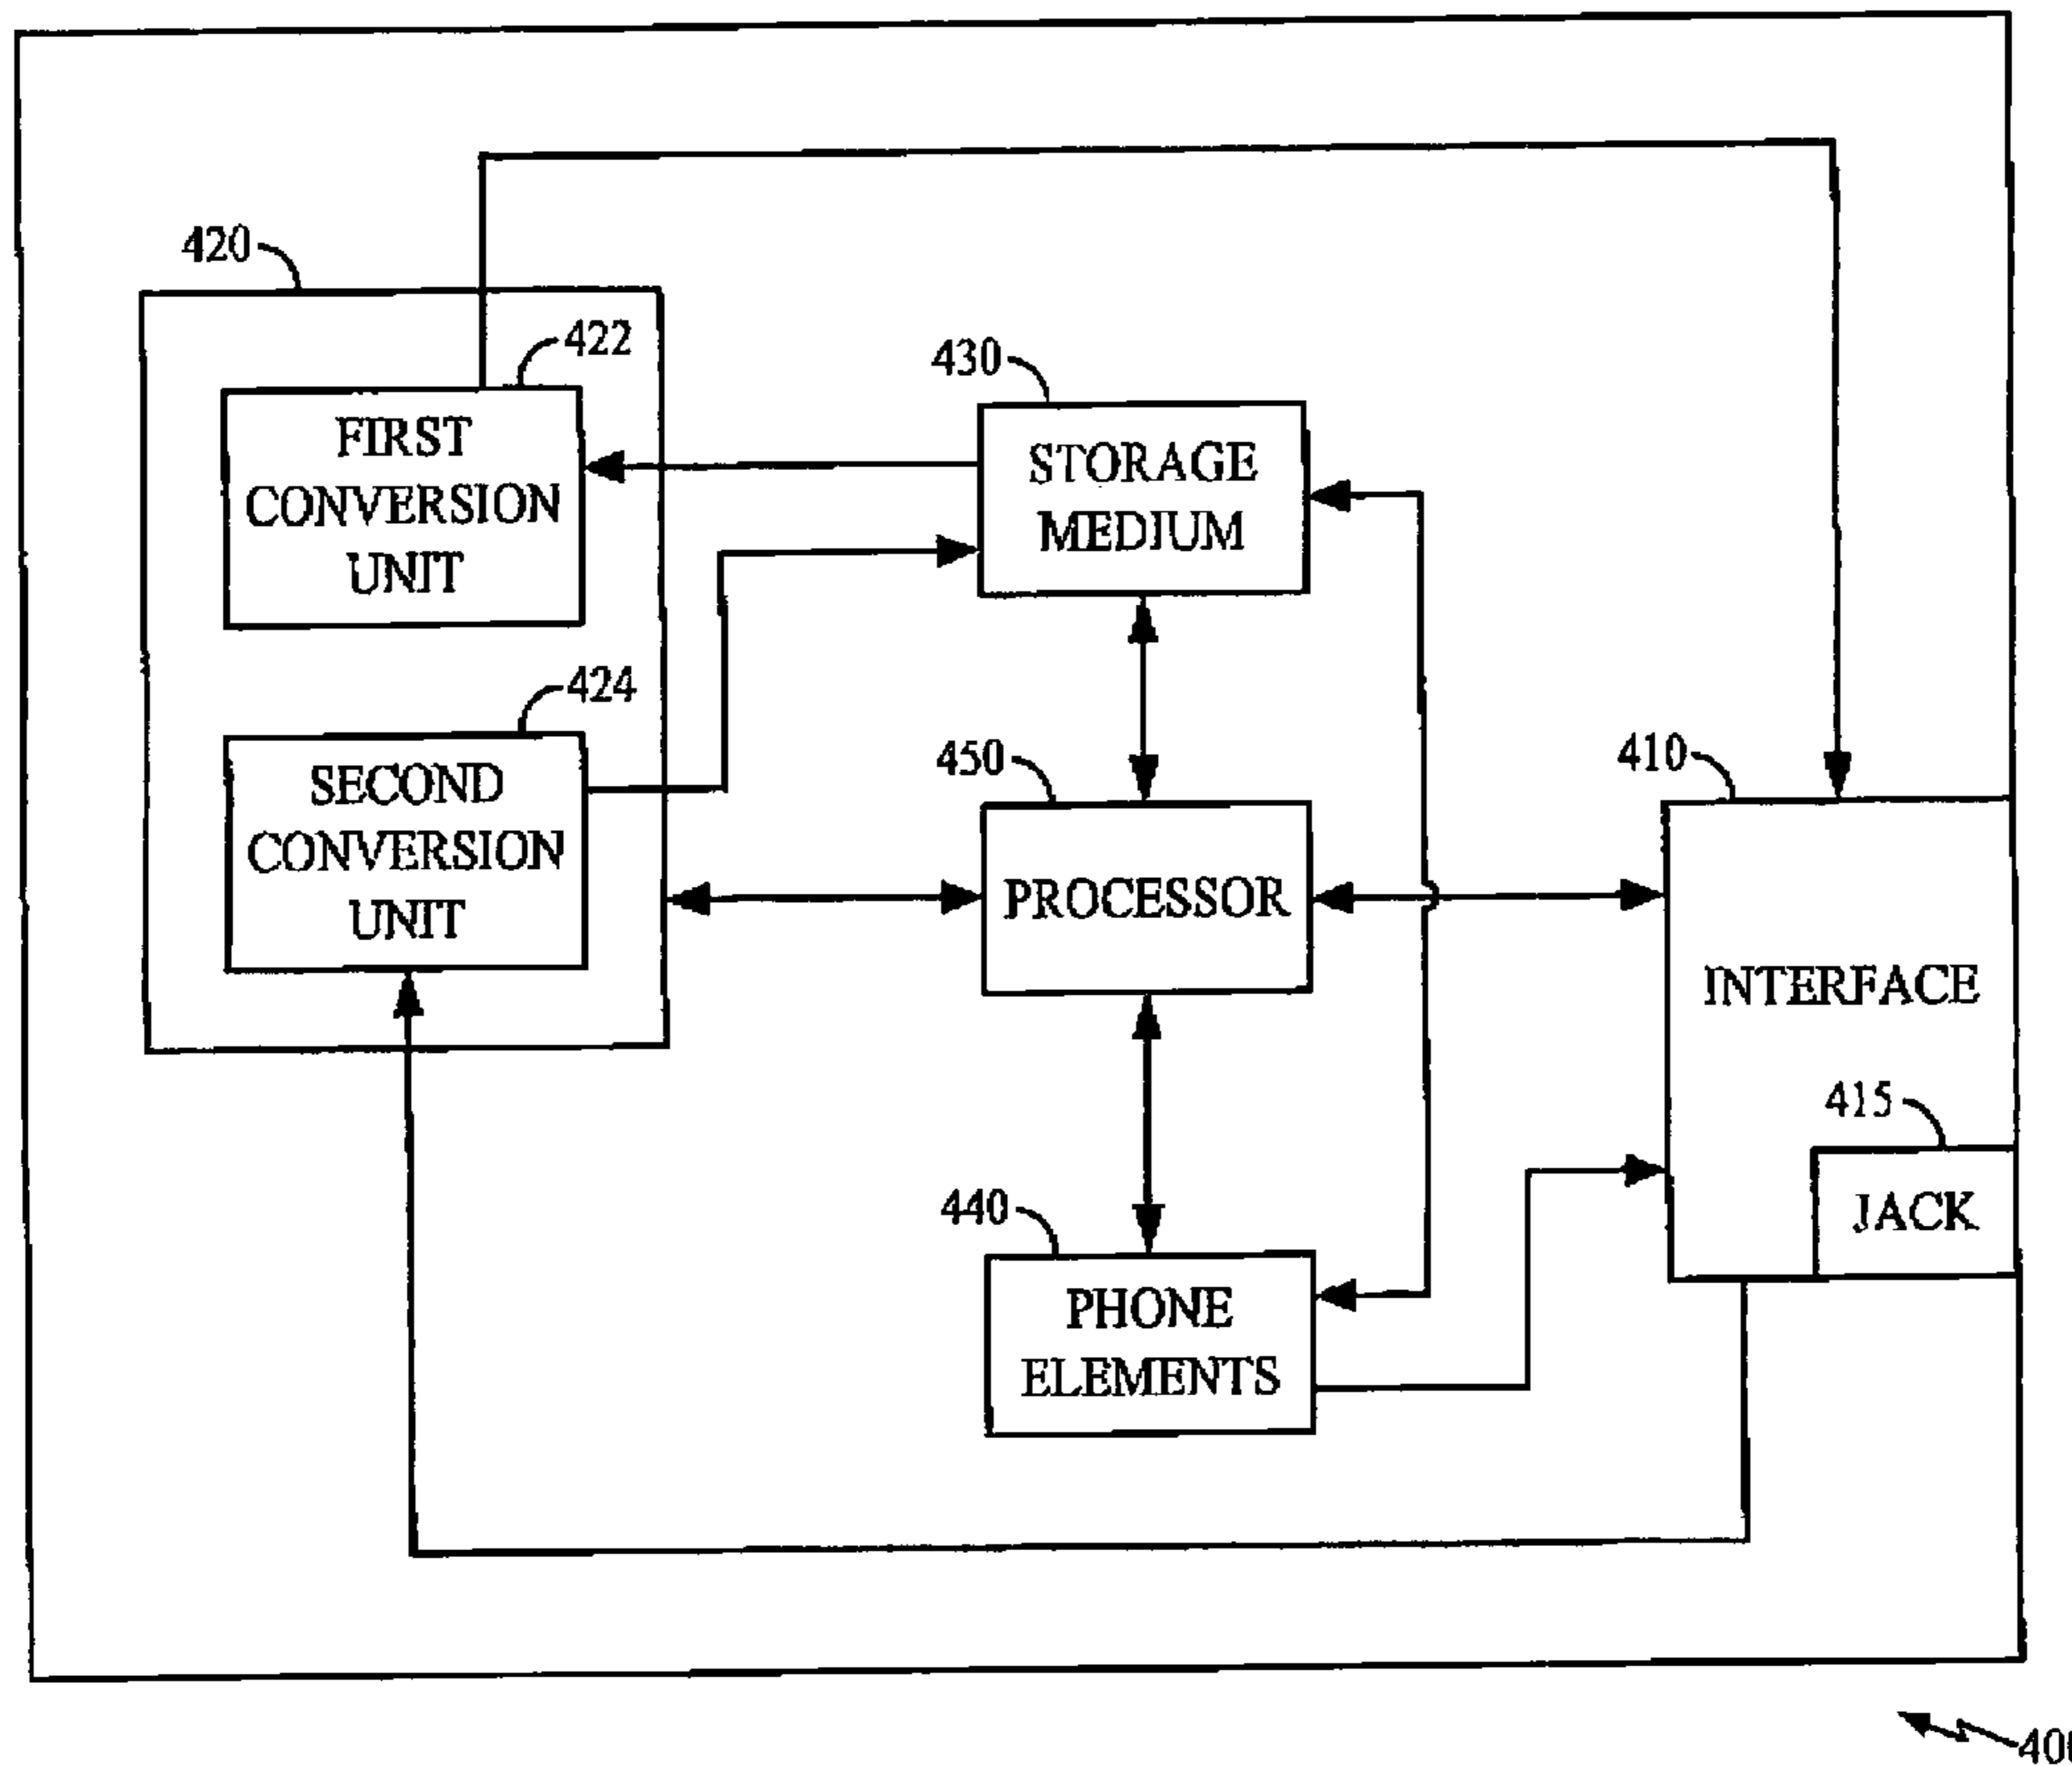 420
422
FIRST
CONVERSION
UNIT
430
STORAGE
MEDIUM
424
SECOND
CONVERSION
UNIT
450
PROCESSOR
410
INTERFACE
415
JACK
440
PHONE
ELEMENTS
400